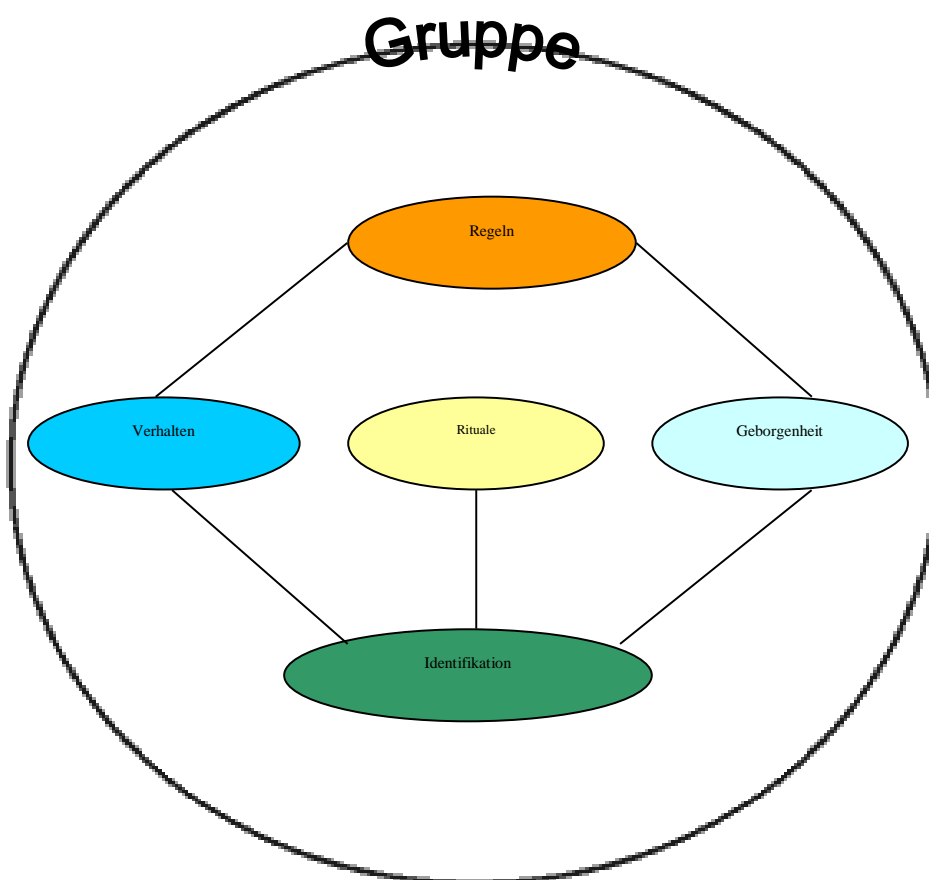 Gruppe
Regeln
Verhalten
Rituale
Geborgenheit
Identifikation